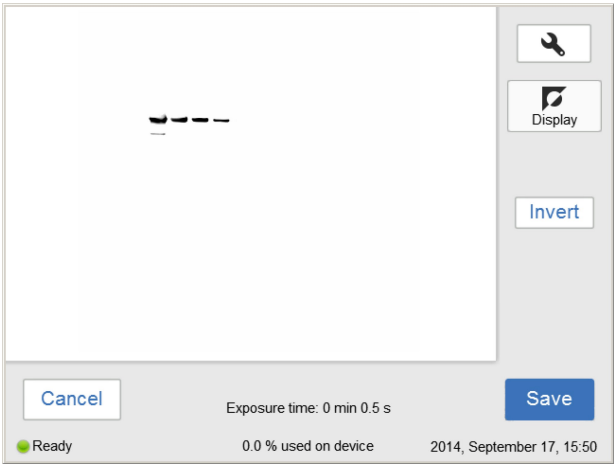 Display
Invert
Cancel
Exposure time: 0 min 0.5 s
Save
Ready
0.0 % used on device
2014, September 17, 15:50